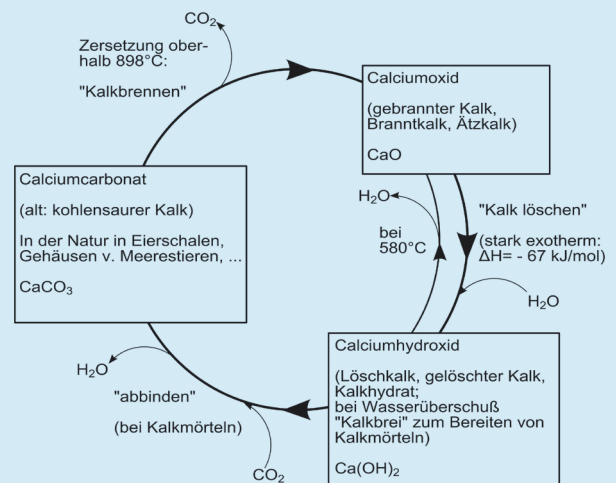 CO₂
Zersetzung ober-
halb 898°C:
"Kalkbrennen"
Calciumoxid
(gebrannter Kalk,
Branntkalk, Ätzkalk)
CaO
Calciumcarbonat
(alt: kohlensaurer Kalk)
In der Natur in Eierschalen,
Gehäusen v. Meerestieren, ...
CaCO₃
H₂O
bei
580°C
"Kalk löschen"
(stark exotherm:
ΔH= - 67 kJ/mol)
H₂O
Calciumhydroxid
(Löschkalk, gelöschter Kalk,
Kalkhydrat;
bei Wasserüberschuß
"Kalkbrei" zum Bereiten von
Kalkmörteln)
Ca(OH)₂
H₂O
"abbinden"
(bei Kalkmörteln)
CO₂